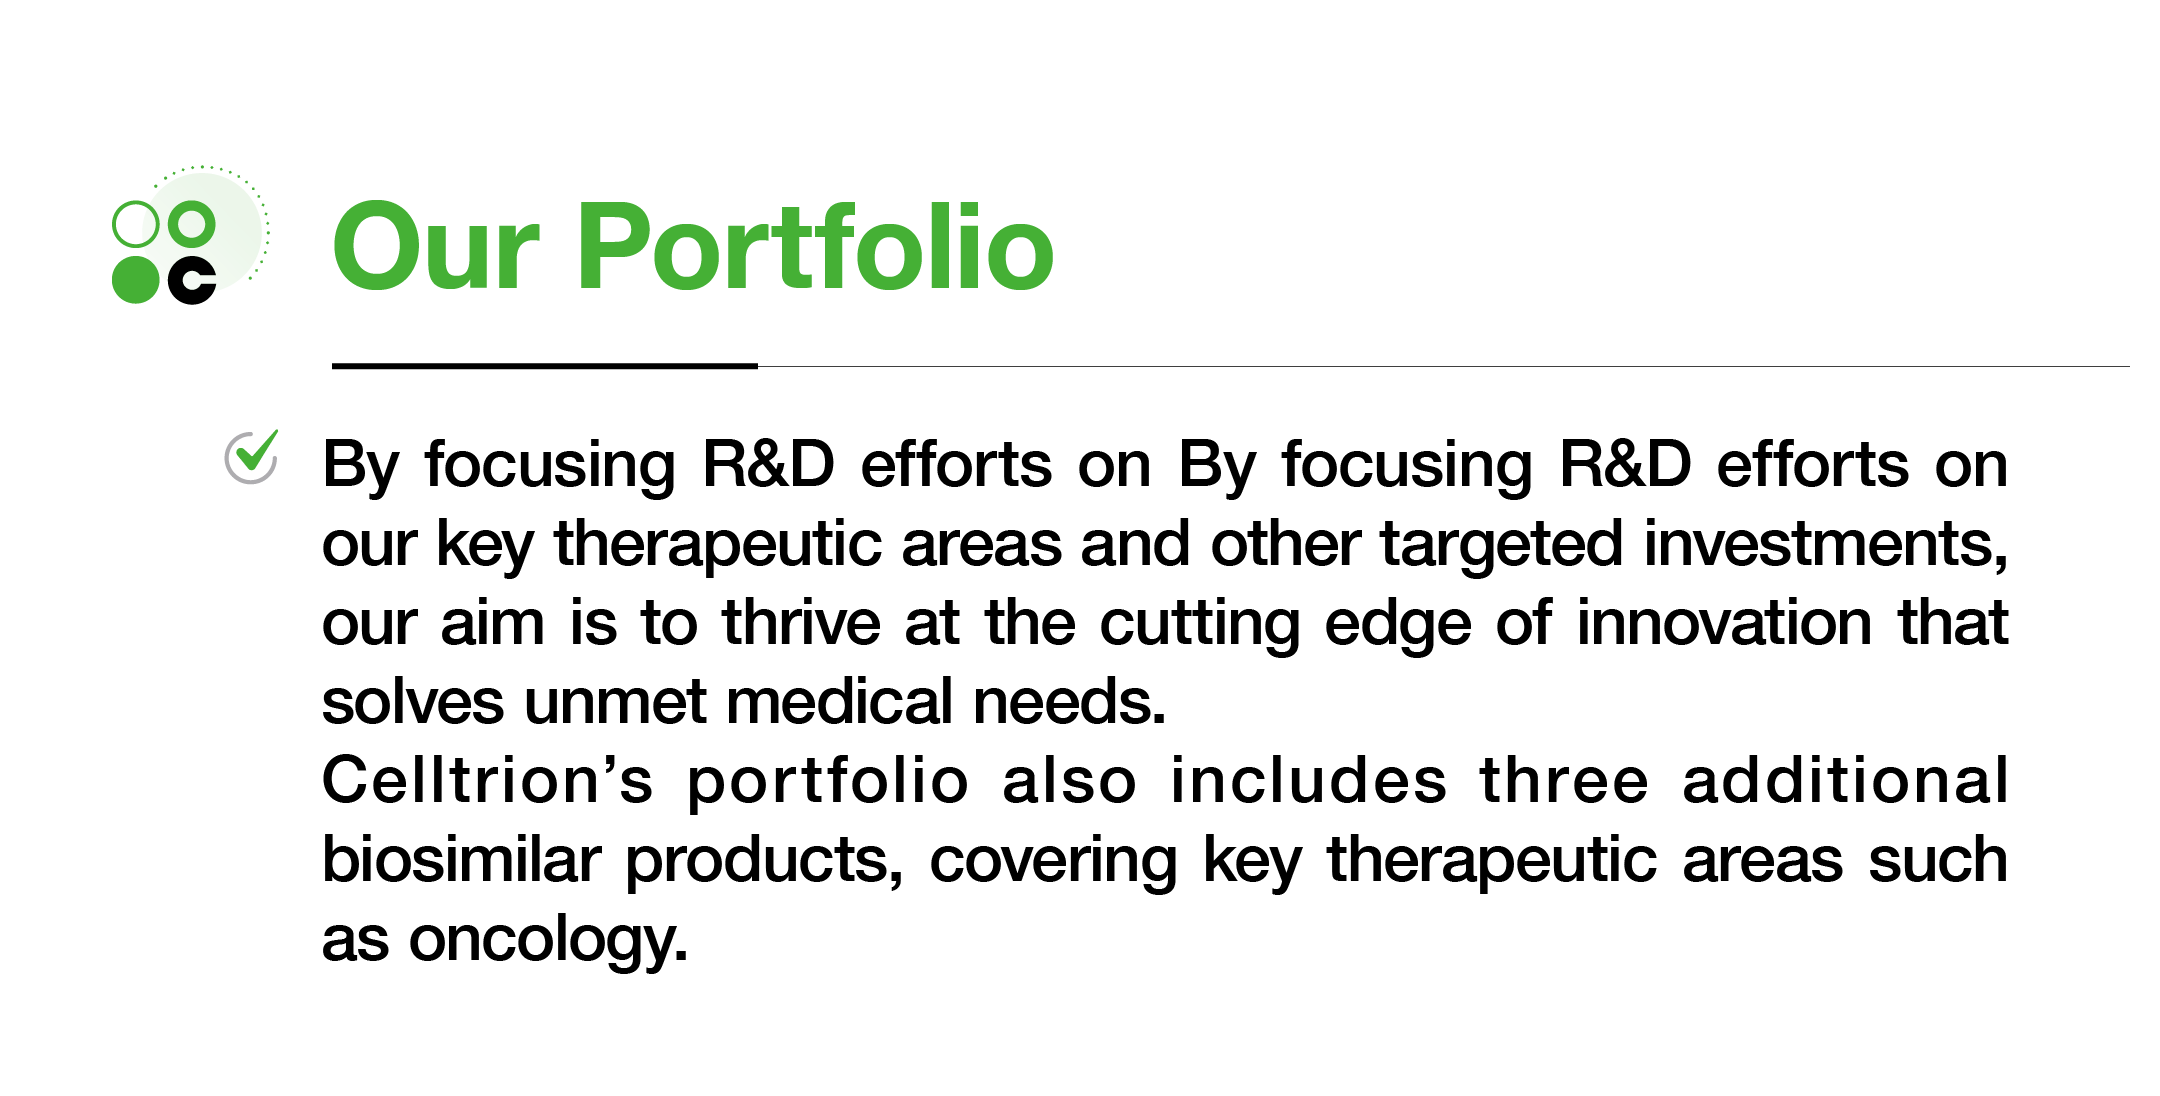 Our Portfolio
By focusing R&D efforts on By focusing R&D efforts on
our key therapeutic areas and other targeted investments,
our aim is to thrive at the cutting edge of innovation that
solves unmet medical needs.
Celltrion’s portfolio also includes three additional
biosimilar products, covering key therapeutic areas such
as oncology.